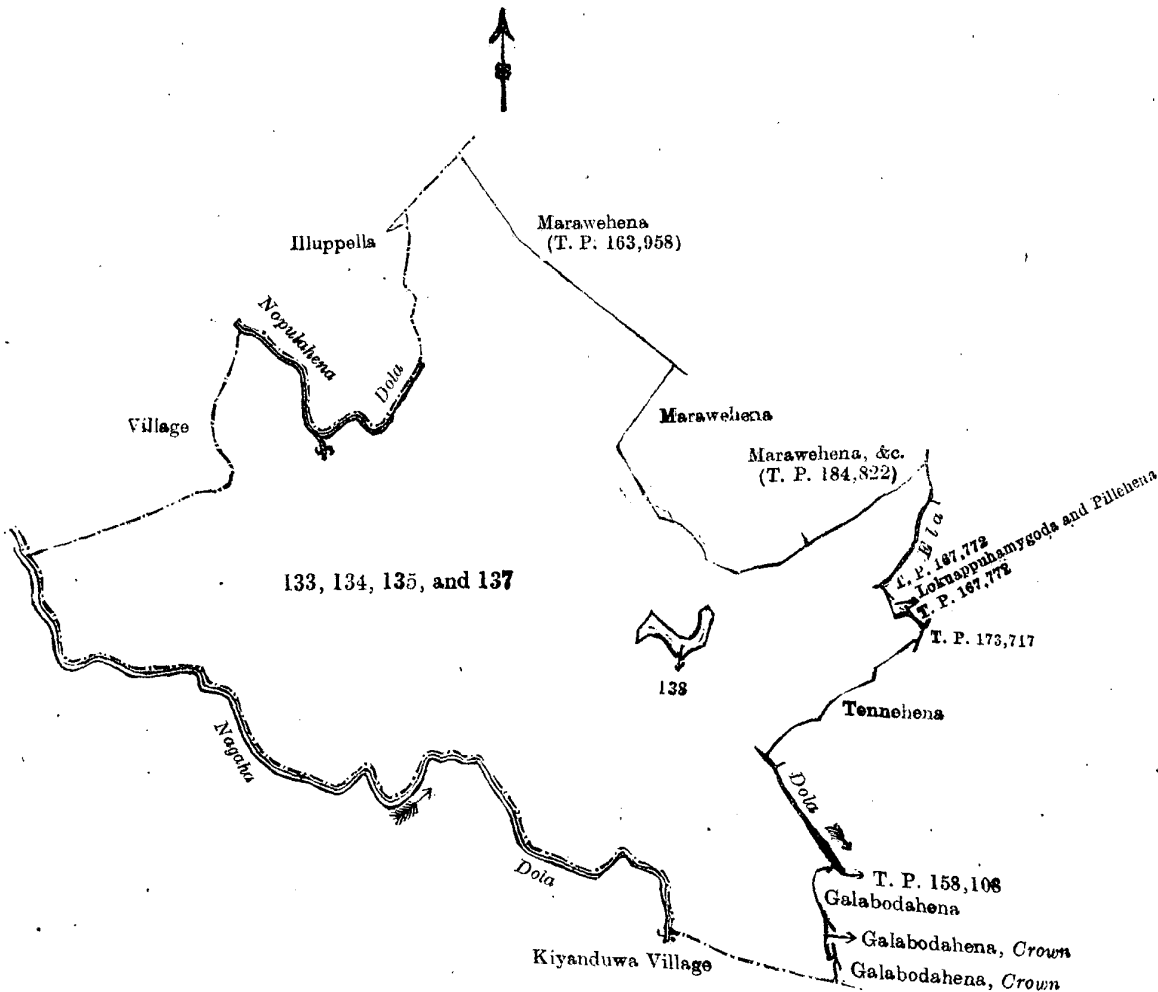 Marawehena
(T. P. 163,958)
Illuppella
Nopulahena
Dola
Village
Marawehena
Marawehena, &c.
(T. P. 184,822)
Ela
T. P. 167,772
Loknappuhamygoda and Pillehena
T. P. 167,772
T. P. 173,717
133, 134, 135, and 137
138
Tennehena
Nagaha
Dola
Dola
T. P. 158,108
Galabodahena
Galabodahena, Crown
Kiyanduwa Village
Galabodahena, Crown